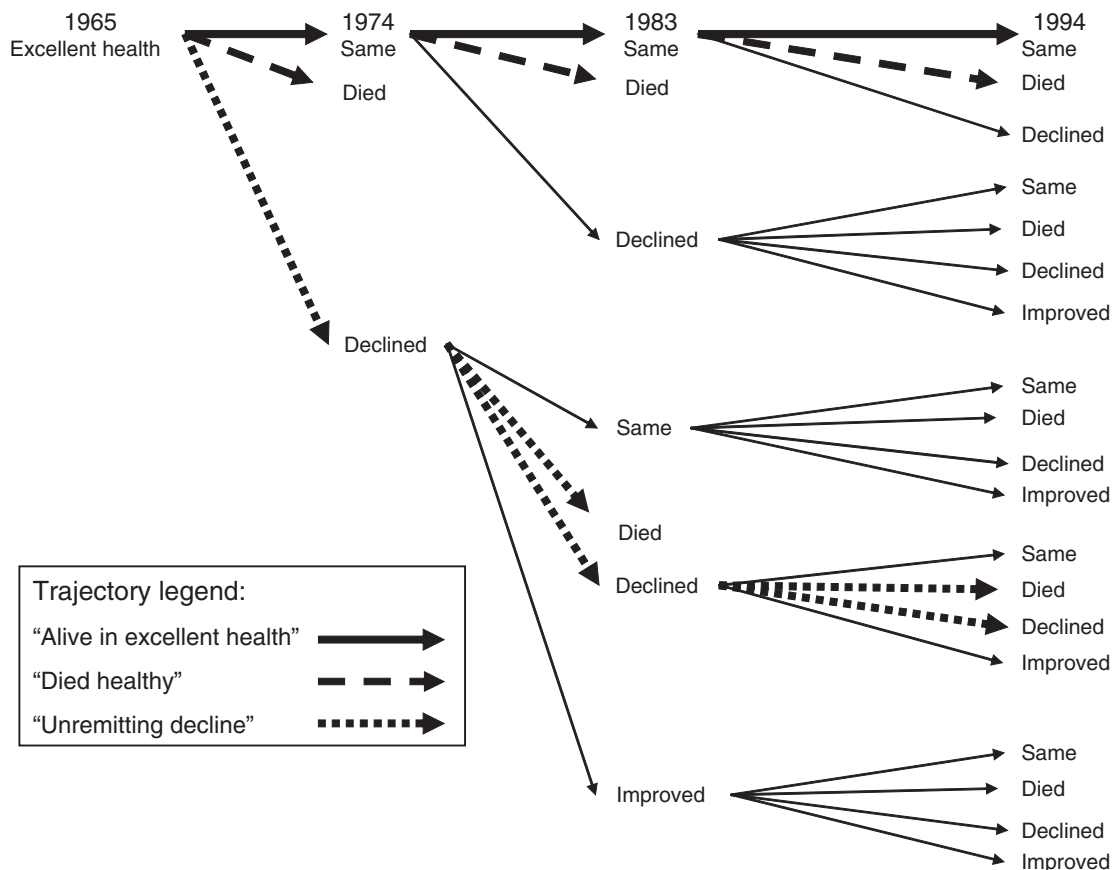 1965 1974 1983 1994
Excellent health Same Same Same
Died Died Died
Declined
Same
Declined Died
Declined
Improved
Declined
Same
Same Died
Declined
Improved
Died
Same
Declined Died
Declined
Improved
Trajectory legend:
“Alive in excellent health”
“Died healthy”
“Unremitting decline”
Same
Improved Died
Declined
Improved